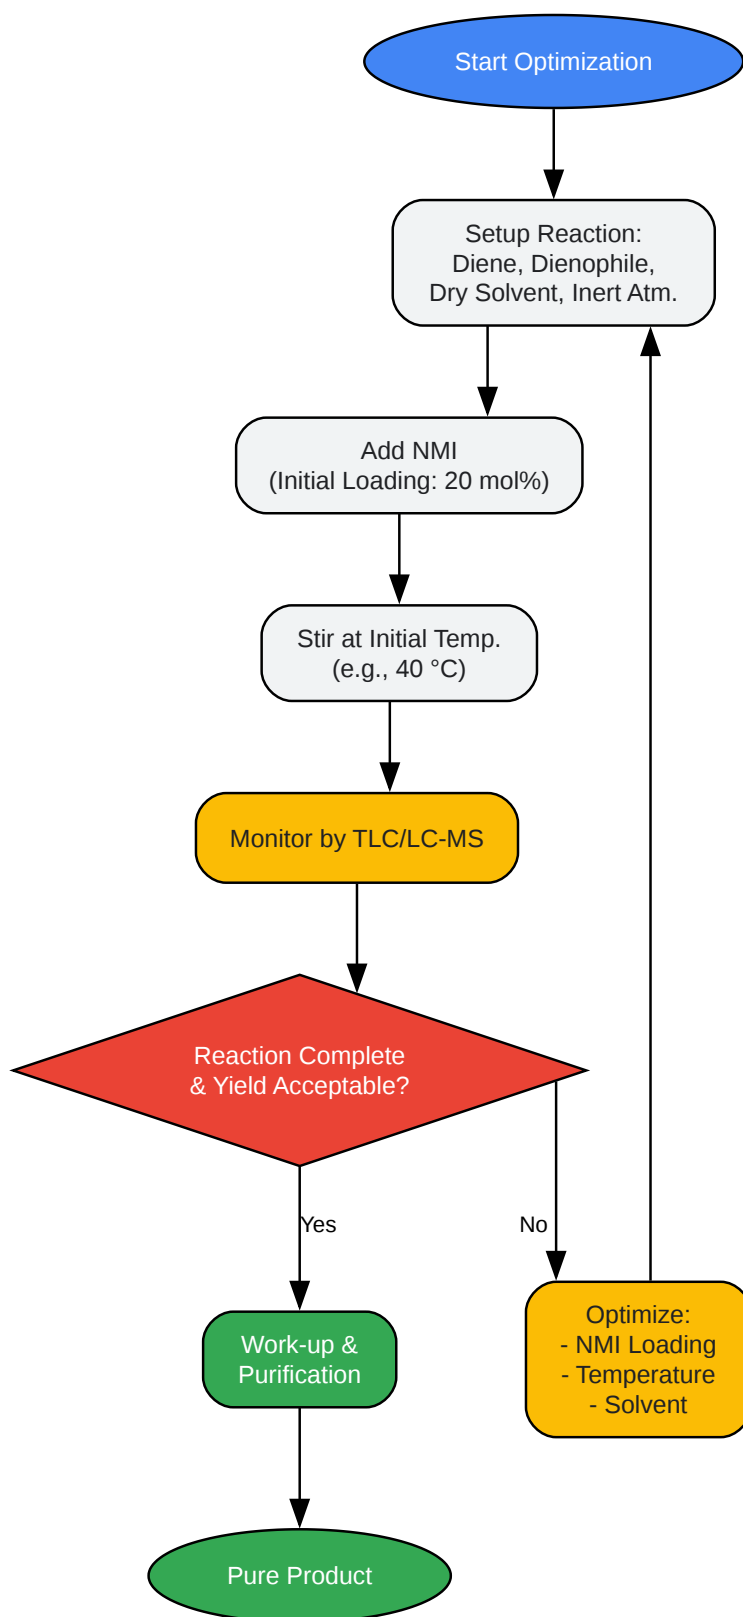 Start Optimization
Setup Reaction:
Diene, Dienophile,
Dry Solvent, Inert Atm.
Add NMI
(Initial Loading: 20 mol%)
Stir at Initial Temp.
(e.g., 40 °C)
Monitor by TLC/LC-MS
Reaction Complete
& Yield Acceptable?
Yes
No
Work-up &
Purification
Optimize:
- NMI Loading
- Temperature
- Solvent
Pure Product